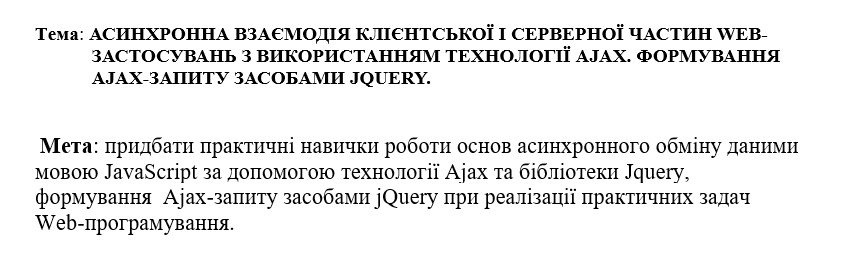 Тема: АСИНХРОННА ВЗАЄМОДІЯ КЛІЄНТСЬКОЇ І СЕРВЕРНОЇ ЧАСТИН WEB-
ЗАСТОСУВАНЬ З ВИКОРИСТАННЯМ ТЕХНОЛОГІЇ AJAX. ФОРМУВАННЯ
AJAX-ЗАПИТУ ЗАСОБАМИ JQUERY.
Мета: придбати практичні навички роботи основ асинхронного обміну даними
мовою JavaScript за допомогою технології Ajax та бібліотеки Jquery,
формування Ajax-запиту засобами jQuery при реалізації практичних задач
Web-програмування.